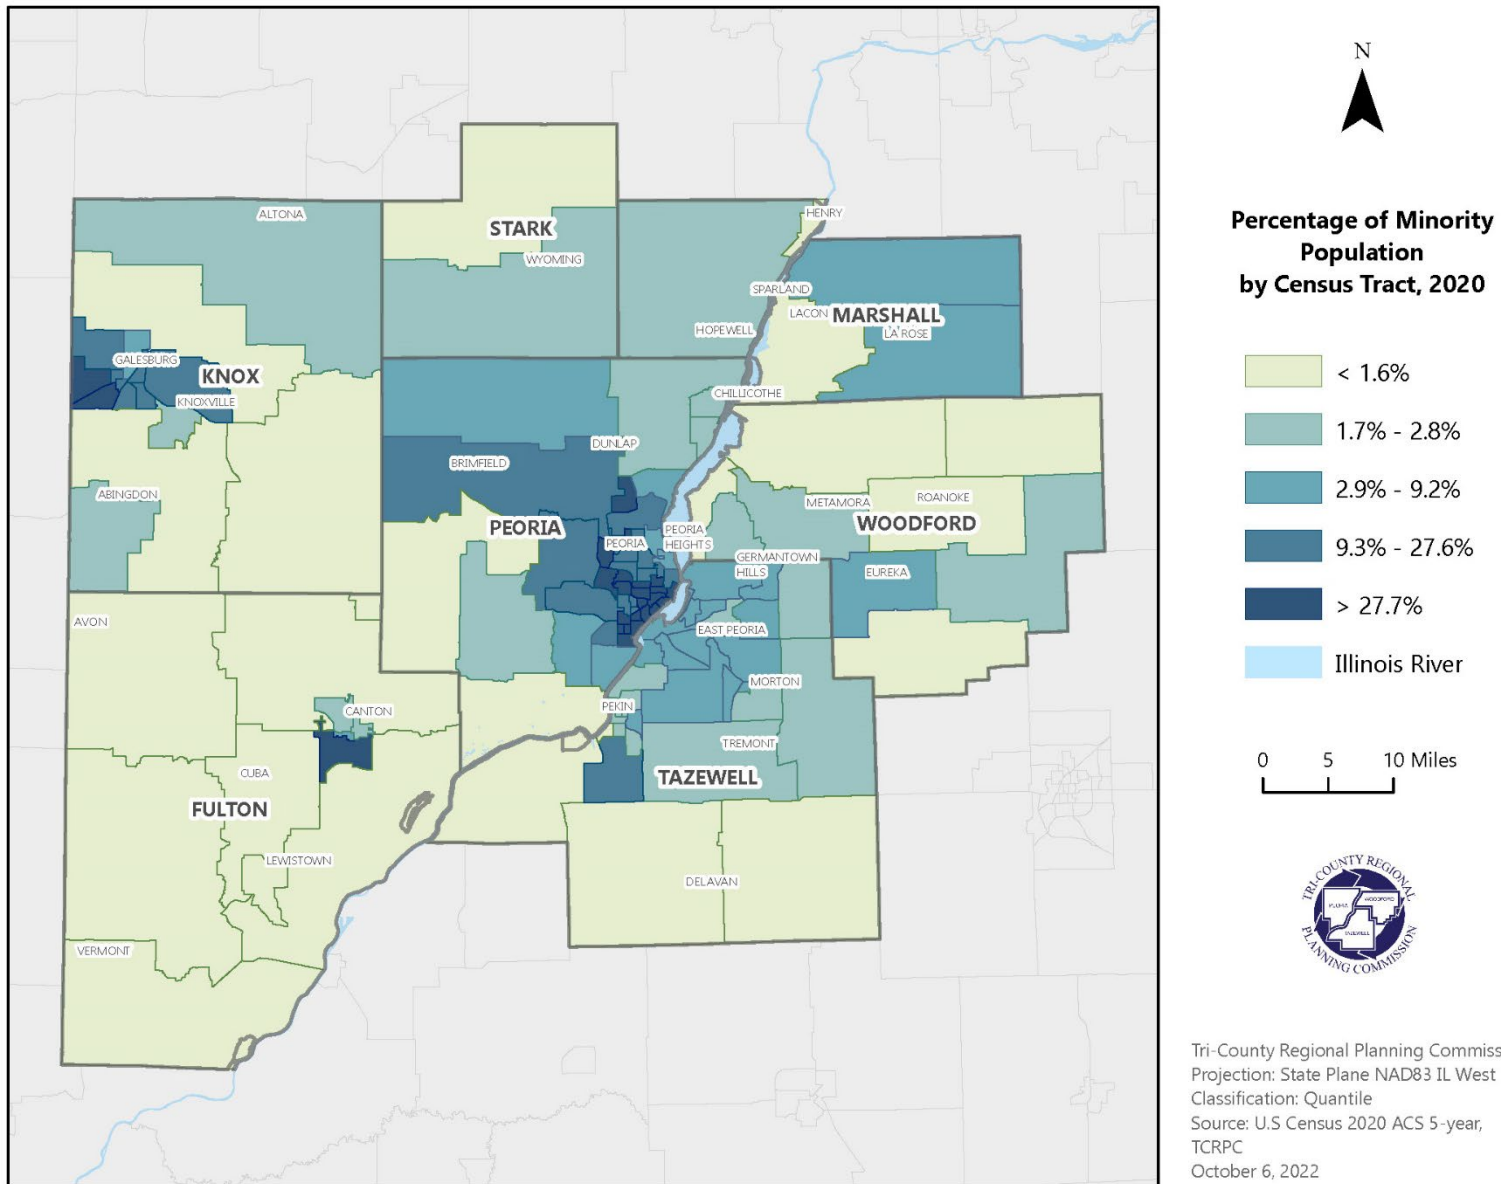 N
Percentage of Minority
Population
by Census Tract, 2020
< 1.6%
1.7% - 2.8%
2.9% - 9.2%
9.3% - 27.6%
> 27.7%
Illinois River
0 5 10 Miles
TRI-COUNTY REGIONAL
PEORIA
WOODFORD
TAZEWELL
PLANNING COMMISSION
Tri-County Regional Planning Commiss
Projection: State Plane NAD83 IL West
Classification: Quantile
Source: U.S Census 2020 ACS 5-year,
TCRPC
October 6, 2022
ALTONA
STARK
WYOMING
HENRY
SPARLAND
LACON
MARSHALL
LA ROSE
HOPEWELL
GALESBURG
KNOX
KNOXVILLE
CHILLICOTHE
DUNLAP
BRIMFIELD
ABINGDON
METAMORA
ROANOKE
PEORIA
WOODFORD
PEORIA
PEORIA
HEIGHTS
GERMANTOWN
HILLS
EUREKA
AVON
EAST PEORIA
MORTON
CANTON
PEKIN
TREMONT
CUBA
TAZEWELL
FULTON
LEWISTOWN
DELAVAN
VERMONT